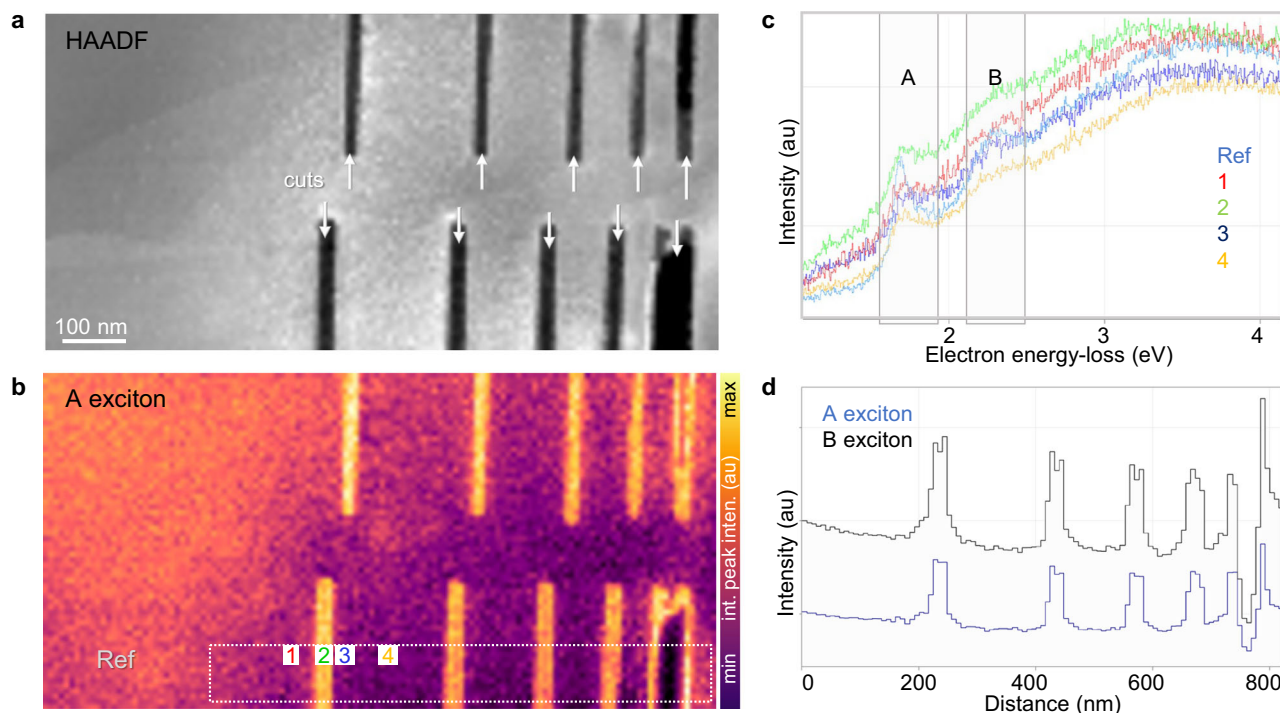 a
HAADF
cuts
100 nm
b
A exciton
Ref
1
2
3
4
max
int. peak inten. (au)
min
c
A
B
Ref
1
2
3
4
Intensity (au)
2
3
4
Electron energy-loss (eV)
d
A exciton
B exciton
Intensity (au)
0
200
400
600
800
Distance (nm)